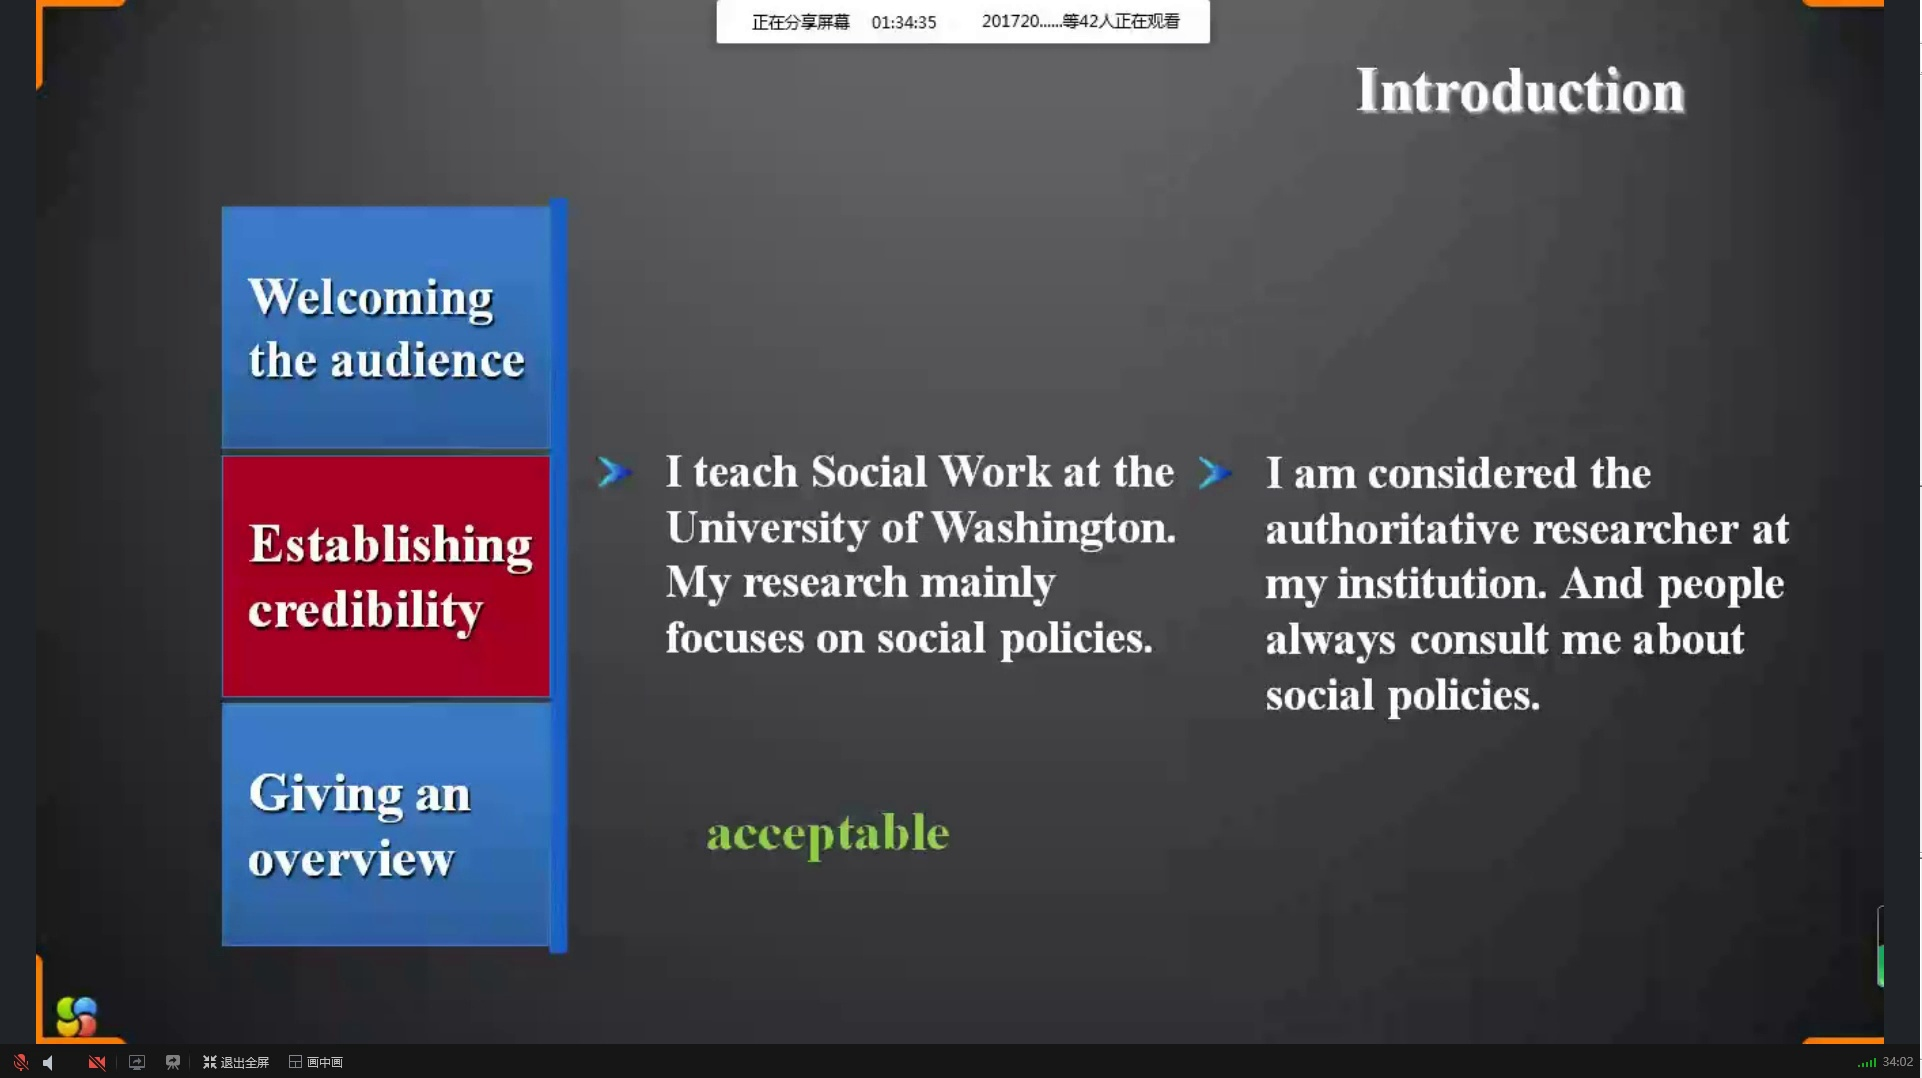 正在分享屏幕 01:34:35 201720......等42人正在观看
Introduction
Welcoming
the audience
Establishing
credibility
Giving an
overview
I teach Social Work at the
University of Washington.
My research mainly
focuses on social policies.
acceptable
I am considered the
authoritative researcher at
my institution. And people
always consult me about
social policies.
退出全屏 画中画 34:02